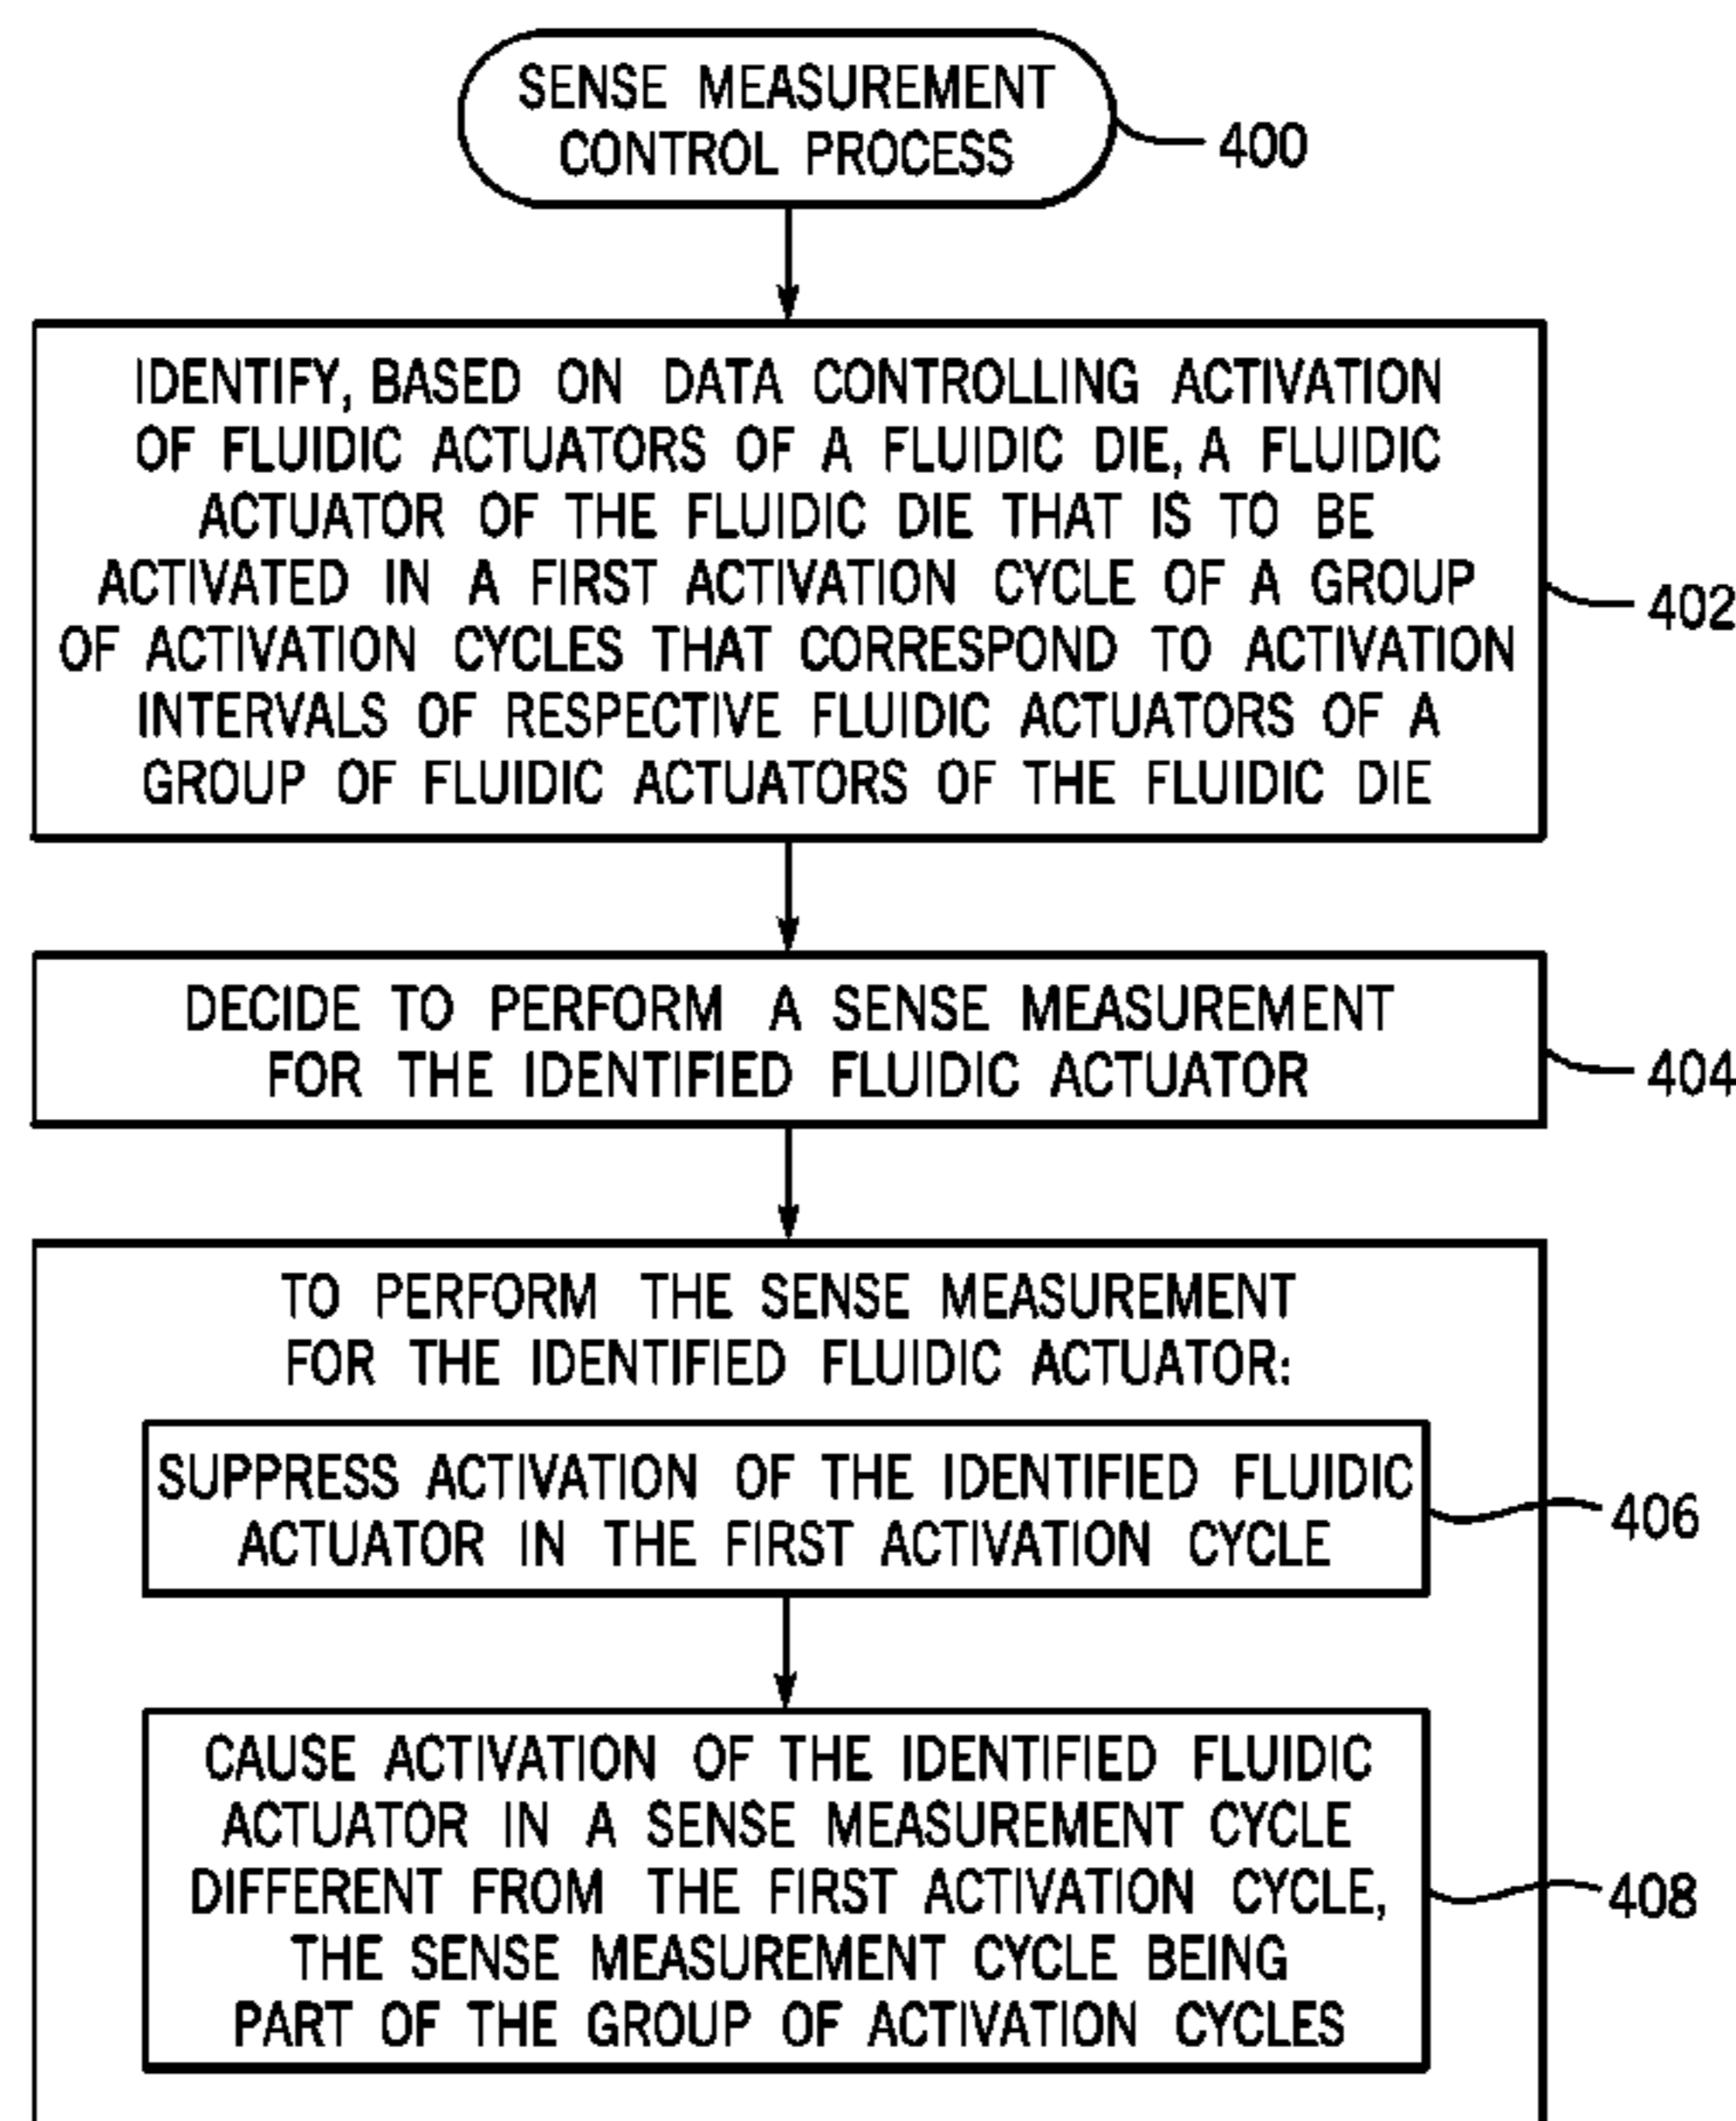 SENSE MEASUREMENT
CONTROL PROCESS
400
IDENTIFY, BASED ON DATA CONTROLLING ACTIVATION
OF FLUIDIC ACTUATORS OF A FLUIDIC DIE, A FLUIDIC
ACTUATOR OF THE FLUIDIC DIE THAT IS TO BE
ACTIVATED IN A FIRST ACTIVATION CYCLE OF A GROUP
OF ACTIVATION CYCLES THAT CORRESPOND TO ACTIVATION
INTERVALS OF RESPECTIVE FLUIDIC ACTUATORS OF A
GROUP OF FLUIDIC ACTUATORS OF THE FLUIDIC DIE
402
DECIDE TO PERFORM A SENSE MEASUREMENT
FOR THE IDENTIFIED FLUIDIC ACTUATOR
404
TO PERFORM THE SENSE MEASUREMENT
FOR THE IDENTIFIED FLUIDIC ACTUATOR:
SUPPRESS ACTIVATION OF THE IDENTIFIED FLUIDIC
ACTUATOR IN THE FIRST ACTIVATION CYCLE
406
CAUSE ACTIVATION OF THE IDENTIFIED FLUIDIC
ACTUATOR IN A SENSE MEASUREMENT CYCLE
DIFFERENT FROM THE FIRST ACTIVATION CYCLE,
THE SENSE MEASUREMENT CYCLE BEING
PART OF THE GROUP OF ACTIVATION CYCLES
408